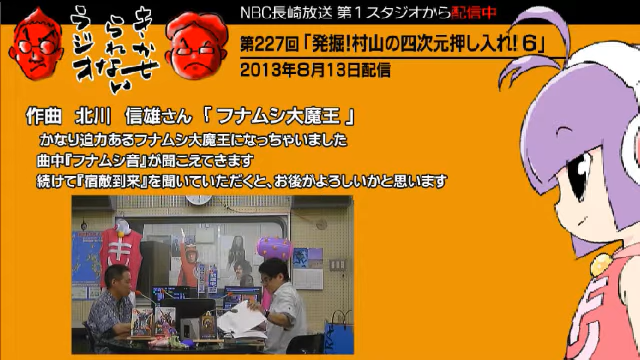 きかせ
られない
ラジオ
NBC長崎放送 第1スタジオから配信中
第227回「発掘!村山の四次元押し入れ!6」
2013年8月13日配信
作曲 北川 信雄さん 「フナムシ大魔王」
かなり迫力あるフナムシ大魔王になっちゃいました
曲中『フナムシ音』が聞こえてきます
続けて『宿敵到来』を聞いていただくと、お後がよろしいかと思います